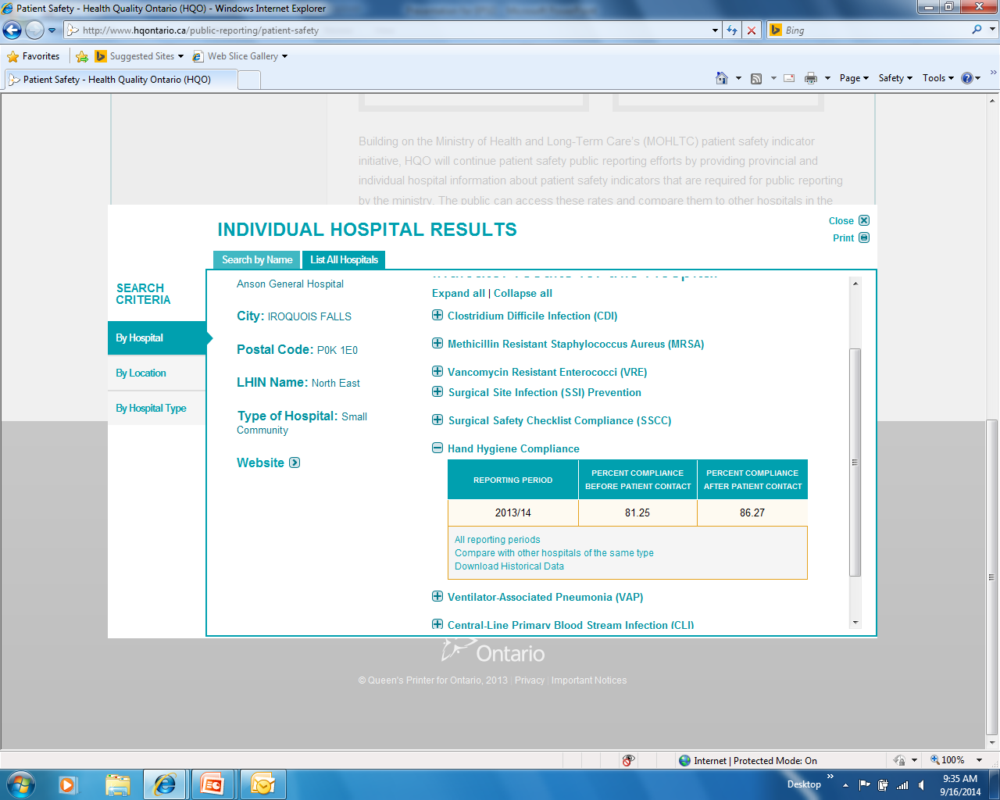 Patient Safety - Health Quality Ontario (HQO) - Windows Internet Explorer
http://www.hqontario.ca/public-reporting/patient-safety
Bing
Favorites
Suggested Sites
Web Slice Gallery
Patient Safety - Health Quality Ontario (HQO)
Page
Safety
Tools
Building on the Ministry of Health and Long-Term Care's (MOHLTC) patient safety indicator
initiative, HQO will continue patient safety public reporting efforts by providing provincial and
individual hospital information about patient safety indicators that are required for public reporting
by the ministry. The public can access these rates and compare them to other hospitals in the
INDIVIDUAL HOSPITAL RESULTS
Close
Print
Search by Name
List All Hospitals
SEARCH
CRITERIA
By Hospital
By Location
By Hospital Type
Anson General Hospital
City: IROQUOIS FALLS
Postal Code: P0K 1E0
LHIN Name: North East
Type of Hospital: Small
Community
Website
Indicator results for this Hospital
Expand all | Collapse all
Clostridium Difficile Infection (CDI)
Methicillin Resistant Staphylococcus Aureus (MRSA)
Vancomycin Resistant Enterococci (VRE)
Surgical Site Infection (SSI) Prevention
Surgical Safety Checklist Compliance (SSCC)
Hand Hygiene Compliance
REPORTING PERIOD
PERCENT COMPLIANCE
BEFORE PATIENT CONTACT
PERCENT COMPLIANCE
AFTER PATIENT CONTACT
2013/14
81.25
86.27
All reporting periods
Compare with other hospitals of the same type
Download Historical Data
Ventilator-Associated Pneumonia (VAP)
Central-Line Primary Blood Stream Infection (CLI)
Ontario
© Queen's Printer for Ontario, 2013 | Privacy | Important Notices
Internet | Protected Mode: On
100%
Desktop
9:35 AM
9/16/2014